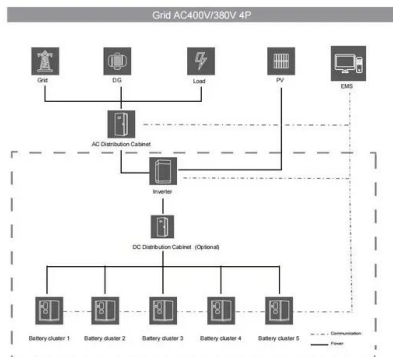 Grid AC400V/380V 4P
Grid
DG
Load
PV
EMS
AC Distribution Cabinet
Inverter
DC Distribution Cabinet (Optional)
Battery cluster 1
Battery cluster 2
Battery cluster 3
Battery cluster 4
Battery cluster 5
Communication
Power